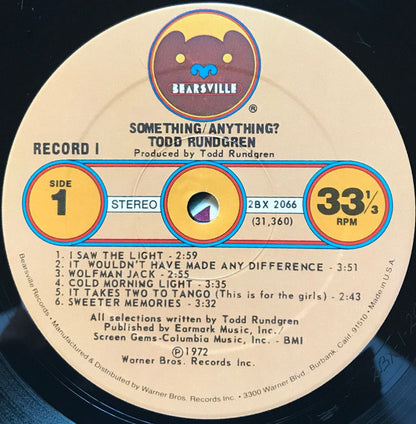 BEARSVILLE
®
SOMETHING/ANYTHING?
TODD RUNDGREN
Produced by Todd Rundgren
RECORD I
SIDE
1
STEREO
2BX 2066
(31,360)
33 1/3
RPM
1. I SAW THE LIGHT - 2:59
2. IT WOULDN'T HAVE MADE ANY DIFFERENCE - 3:51
3. WOLFMAN JACK - 2:55
4. COLD MORNING LIGHT - 3:35
5. IT TAKES TWO TO TANGO (This is for the girls) - 2:43
6. SWEETER MEMORIES - 3:32
All selections written by Todd Rundgren
Published by Earmark Music, Inc./
Screen Gems-Columbia Music, Inc. - BMI
℗1972
Warner Bros. Records Inc.
Bearsville Records, • Manufactured & Distributed by Warner Bros. Records Inc. • 3300 Warner Blvd., Burbank, Calif. 91510 • Made in U.S.A.